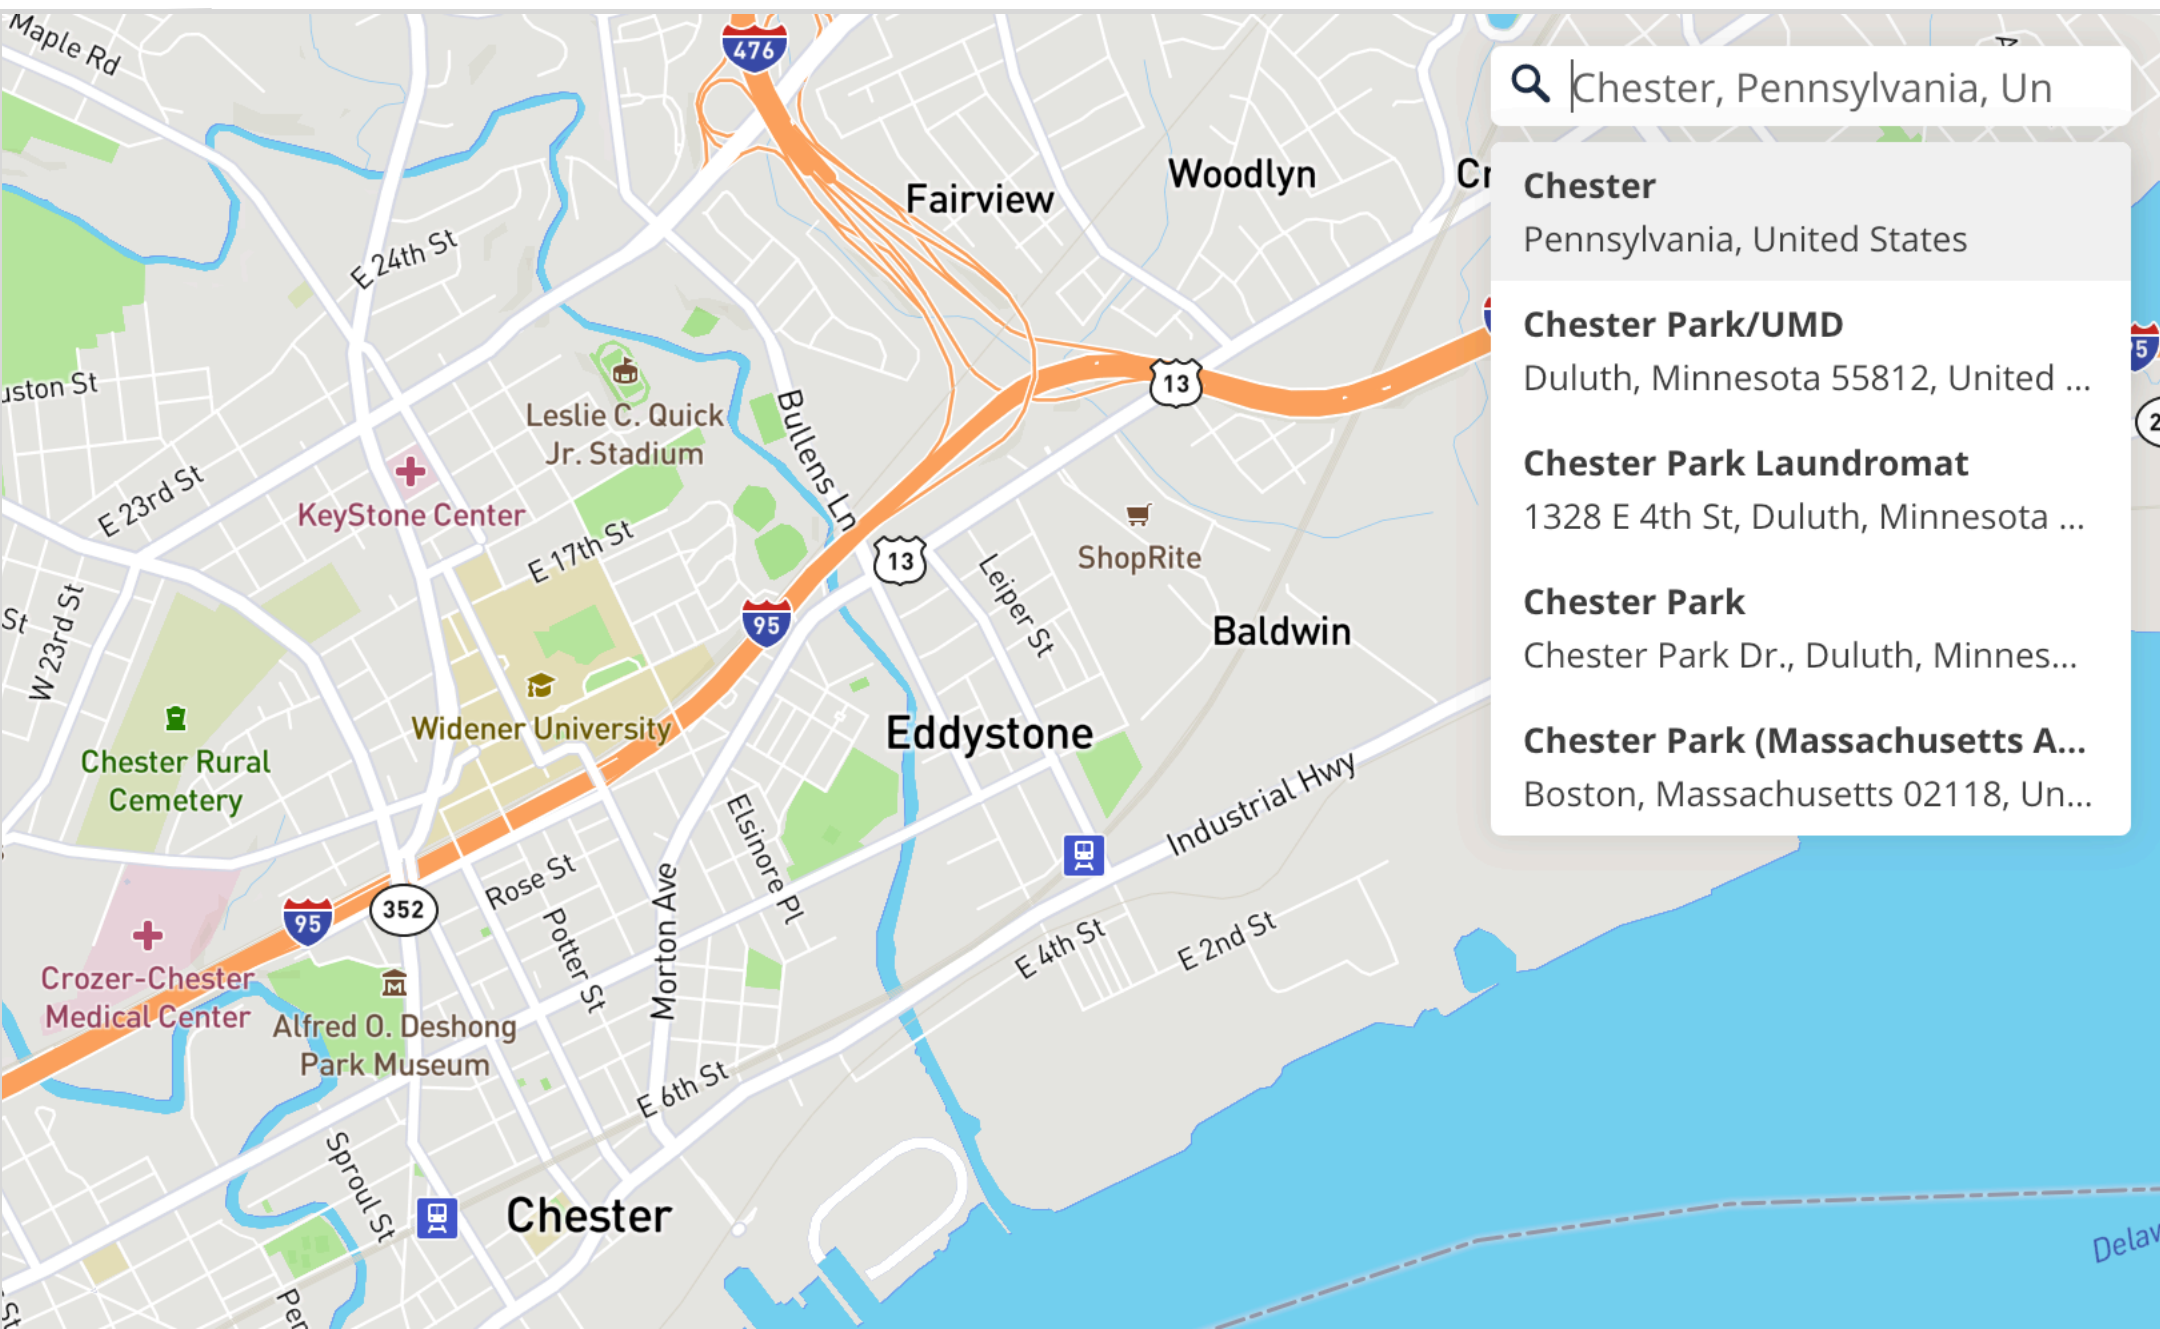 Maple Rd
476
Chester, Pennsylvania, Un
Woodlyn
Fairview
Chester
Pennsylvania, United States
E 24th St
Chester Park/UMD
Duluth, Minnesota 55812, United ...
13
Leslie C. Quick
Jr. Stadium
Bullens Ln
Chester Park Laundromat
1328 E 4th St, Duluth, Minnesota ...
E 23rd St
KeyStone Center
E 17th St
13
ShopRite
Leiper St
Chester Park
Chester Park Dr., Duluth, Minnes...
St
W 23rd St
95
Baldwin
Widener University
Eddystone
Chester Park (Massachusetts A...
Boston, Massachusetts 02118, Un...
Chester Rural
Cemetery
Industrial Hwy
Elsinore Pl
Rose St
95
352
Potter St
Morton Ave
E 4th St
E 2nd St
Crozer-Chester
Medical Center
Alfred O. Deshong
Park Museum
E 6th St
Sproul St
Chester
St